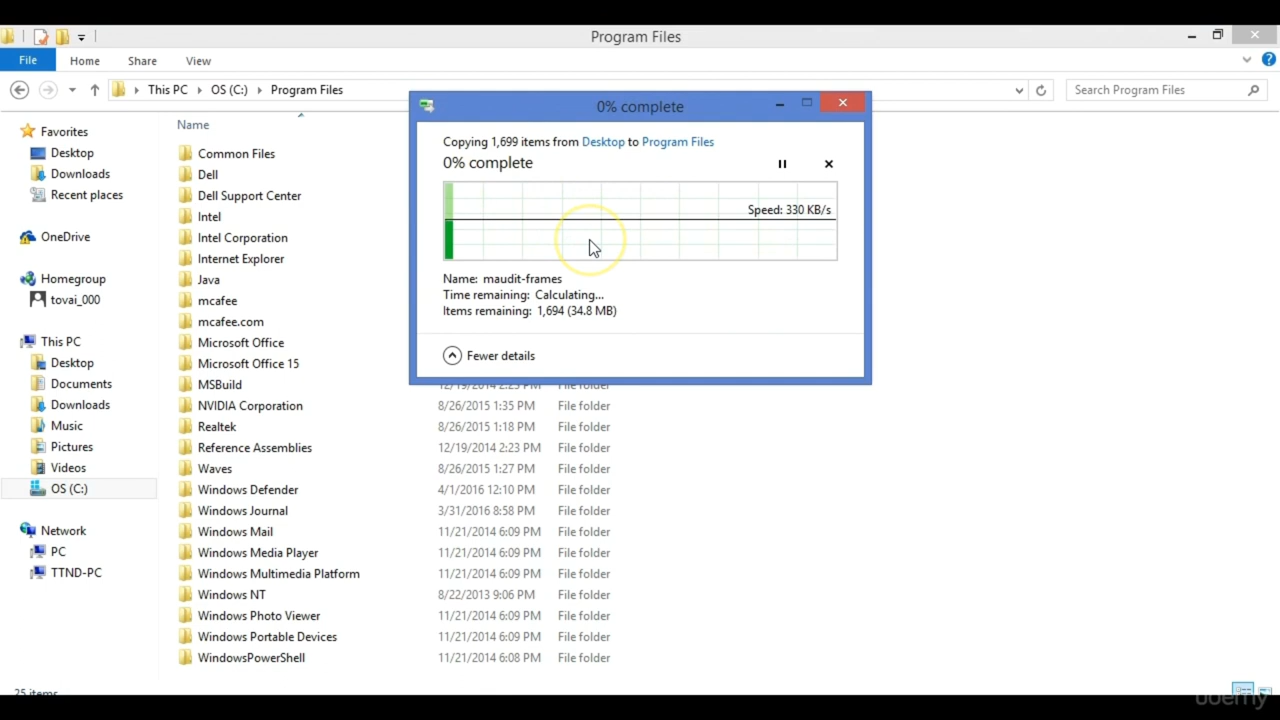 Program Files
File Home Share View
This PC OS (C:) Program Files
Search Program Files
Favorites
Desktop
Downloads
Recent places
OneDrive
Homegroup
tovai_000
This PC
Desktop
Documents
Downloads
Music
Pictures
Videos
OS (C:)
Network
PC
TTND-PC
Name
Common Files
Dell
Dell Support Center
Intel
Intel Corporation
Internet Explorer
Java
mcafee
mcafee.com
Microsoft Office
Microsoft Office 15
MSBuild 12/19/2014 2:23 PM File folder
NVIDIA Corporation 8/26/2015 1:35 PM File folder
Realtek 8/26/2015 1:18 PM File folder
Reference Assemblies 12/19/2014 2:23 PM File folder
Waves 8/26/2015 1:27 PM File folder
Windows Defender 4/1/2016 12:10 PM File folder
Windows Journal 3/31/2016 8:58 PM File folder
Windows Mail 11/21/2014 6:09 PM File folder
Windows Media Player 11/21/2014 6:09 PM File folder
Windows Multimedia Platform 11/21/2014 6:09 PM File folder
Windows NT 8/22/2013 9:06 PM File folder
Windows Photo Viewer 11/21/2014 6:09 PM File folder
Windows Portable Devices 11/21/2014 6:09 PM File folder
WindowsPowerShell 11/21/2014 6:08 PM File folder
0% complete
Copying 1,699 items from Desktop to Program Files
0% complete
Speed: 330 KB/s
Name: maudit-frames
Time remaining: Calculating...
Items remaining: 1,694 (34.8 MB)
Fewer details
25 items
udemy